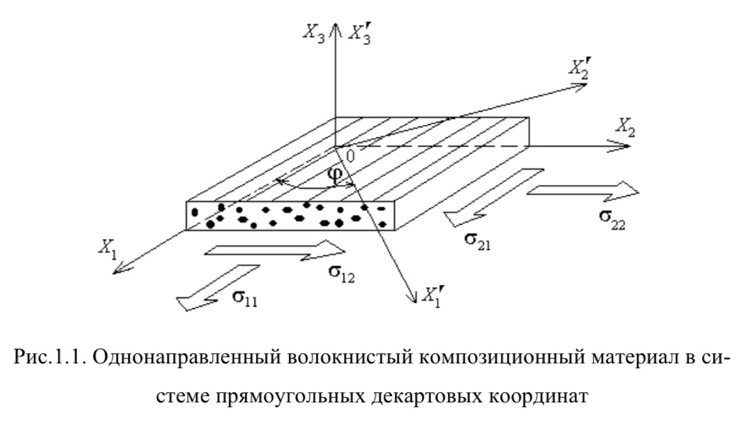 X₃ X₃′
X₂′
X₂
0
φ
σ₂₂
σ₂₁
X₁
σ₁₂
σ₁₁
X₁′
Рис.1.1. Однонаправленный волокнистый композиционный материал в си-
стеме прямоугольных декартовых координат